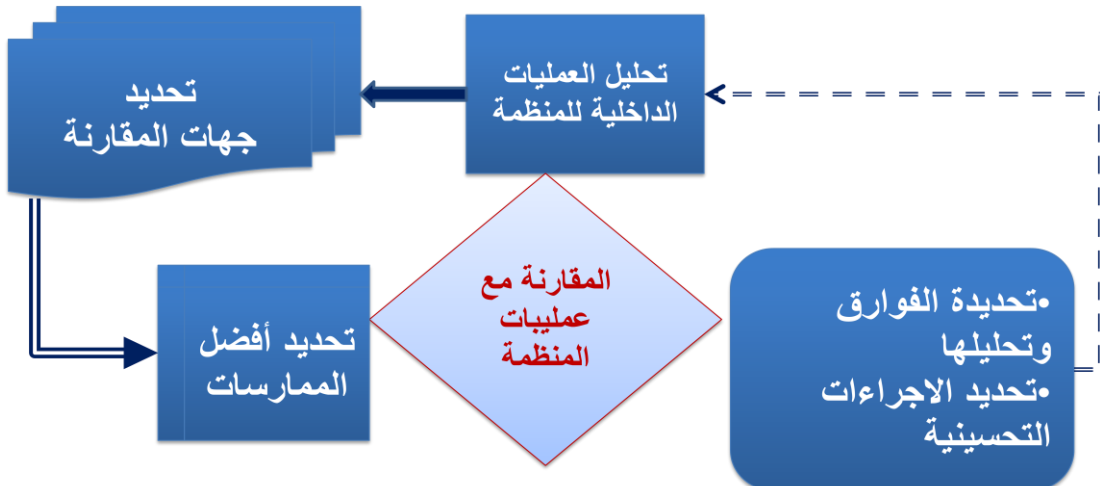 تحليل العمليات
الداخلية للمنظمة
تحديد
جهات المقارنة
تحديد أفضل
الممارسات
المقارنة مع
عمليبات
المنظمة
•تحديدة الفوارق
وتحليلها
•تحديد الاجراءات
التحسينية